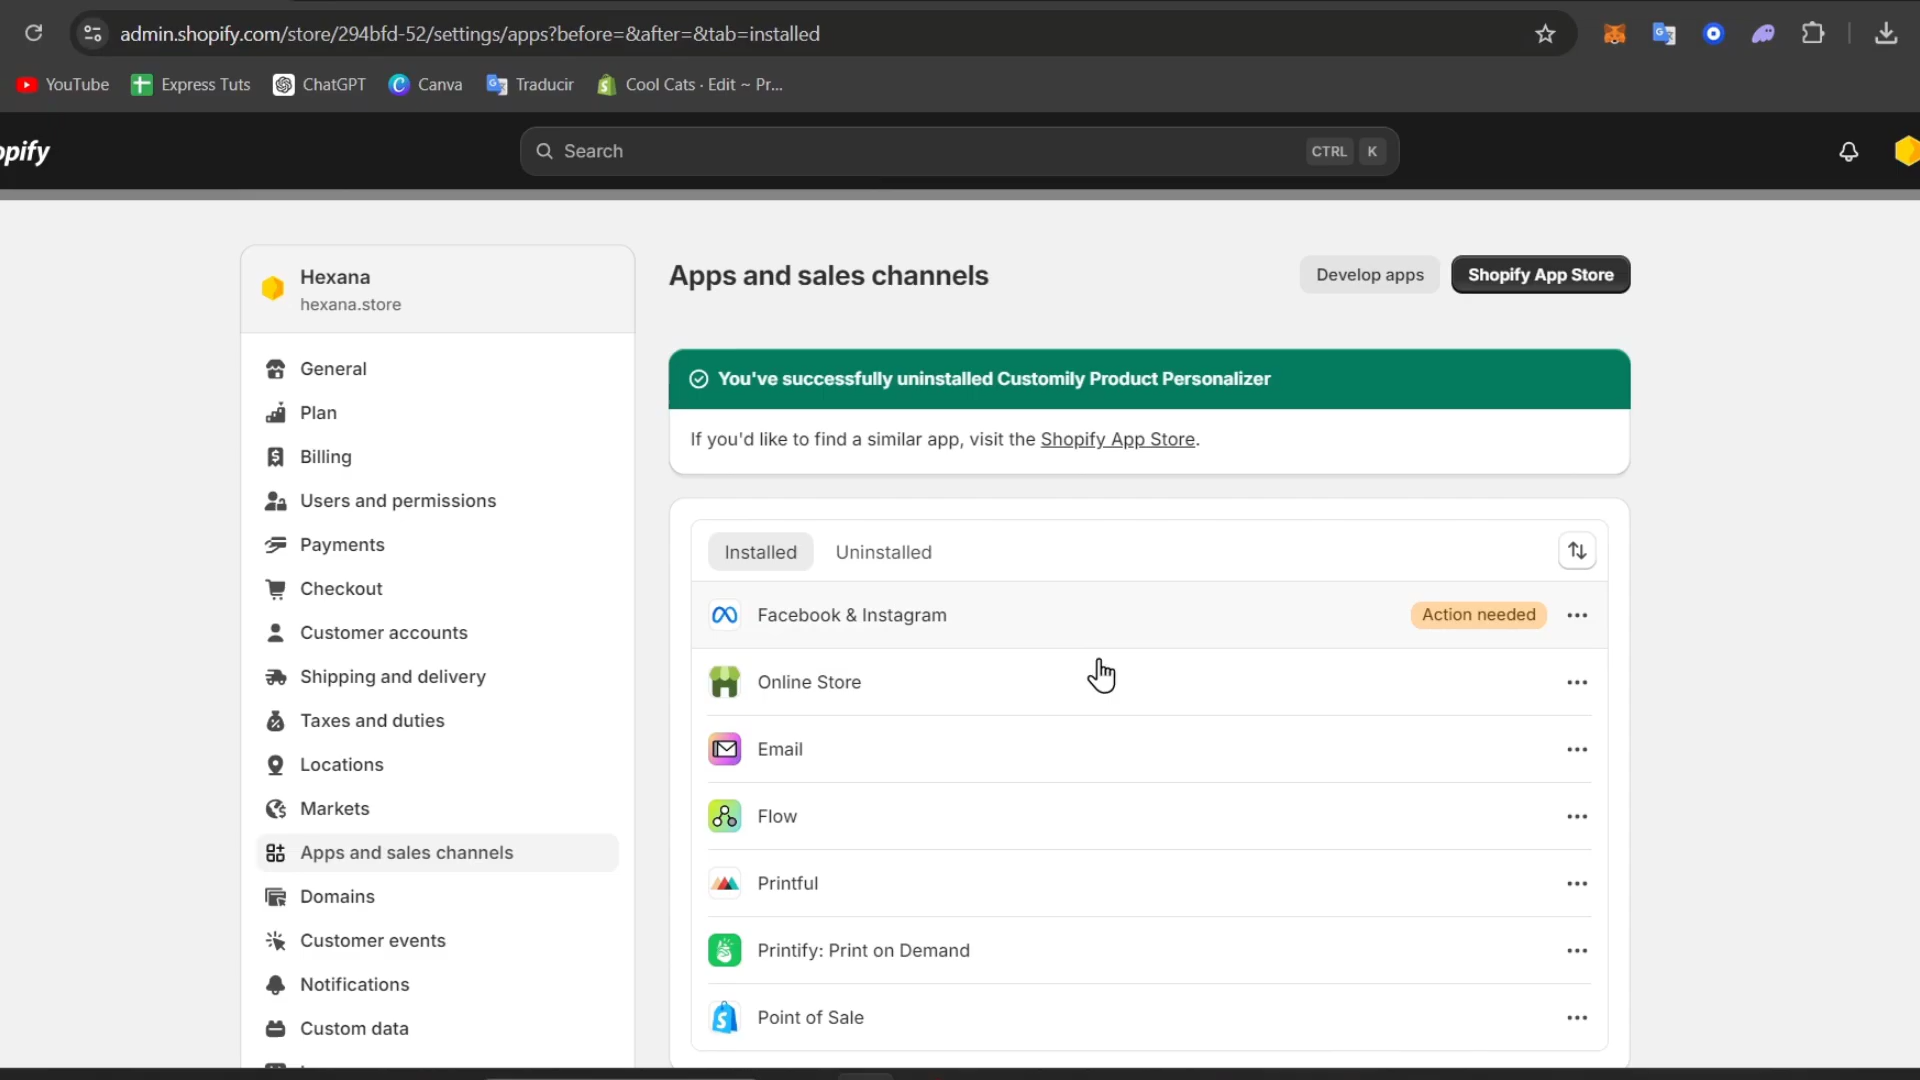 admin.shopify.com/store/294bfd-52/settings/apps?before=&after=&tab=installed
YouTube
Express Tuts
ChatGPT
Canva
Traducir
Cool Cats · Edit ~ Pr...
opify
Search
CTRL K
Hexana
hexana.store
General
Plan
Billing
Users and permissions
Payments
Checkout
Customer accounts
Shipping and delivery
Taxes and duties
Locations
Markets
Apps and sales channels
Domains
Customer events
Notifications
Custom data
Apps and sales channels
Develop apps
Shopify App Store
You've successfully uninstalled Customily Product Personalizer
If you'd like to find a similar app, visit the Shopify App Store.
Installed
Uninstalled
Facebook & Instagram
Action needed
Online Store
Email
Flow
Printful
Printify: Print on Demand
Point of Sale